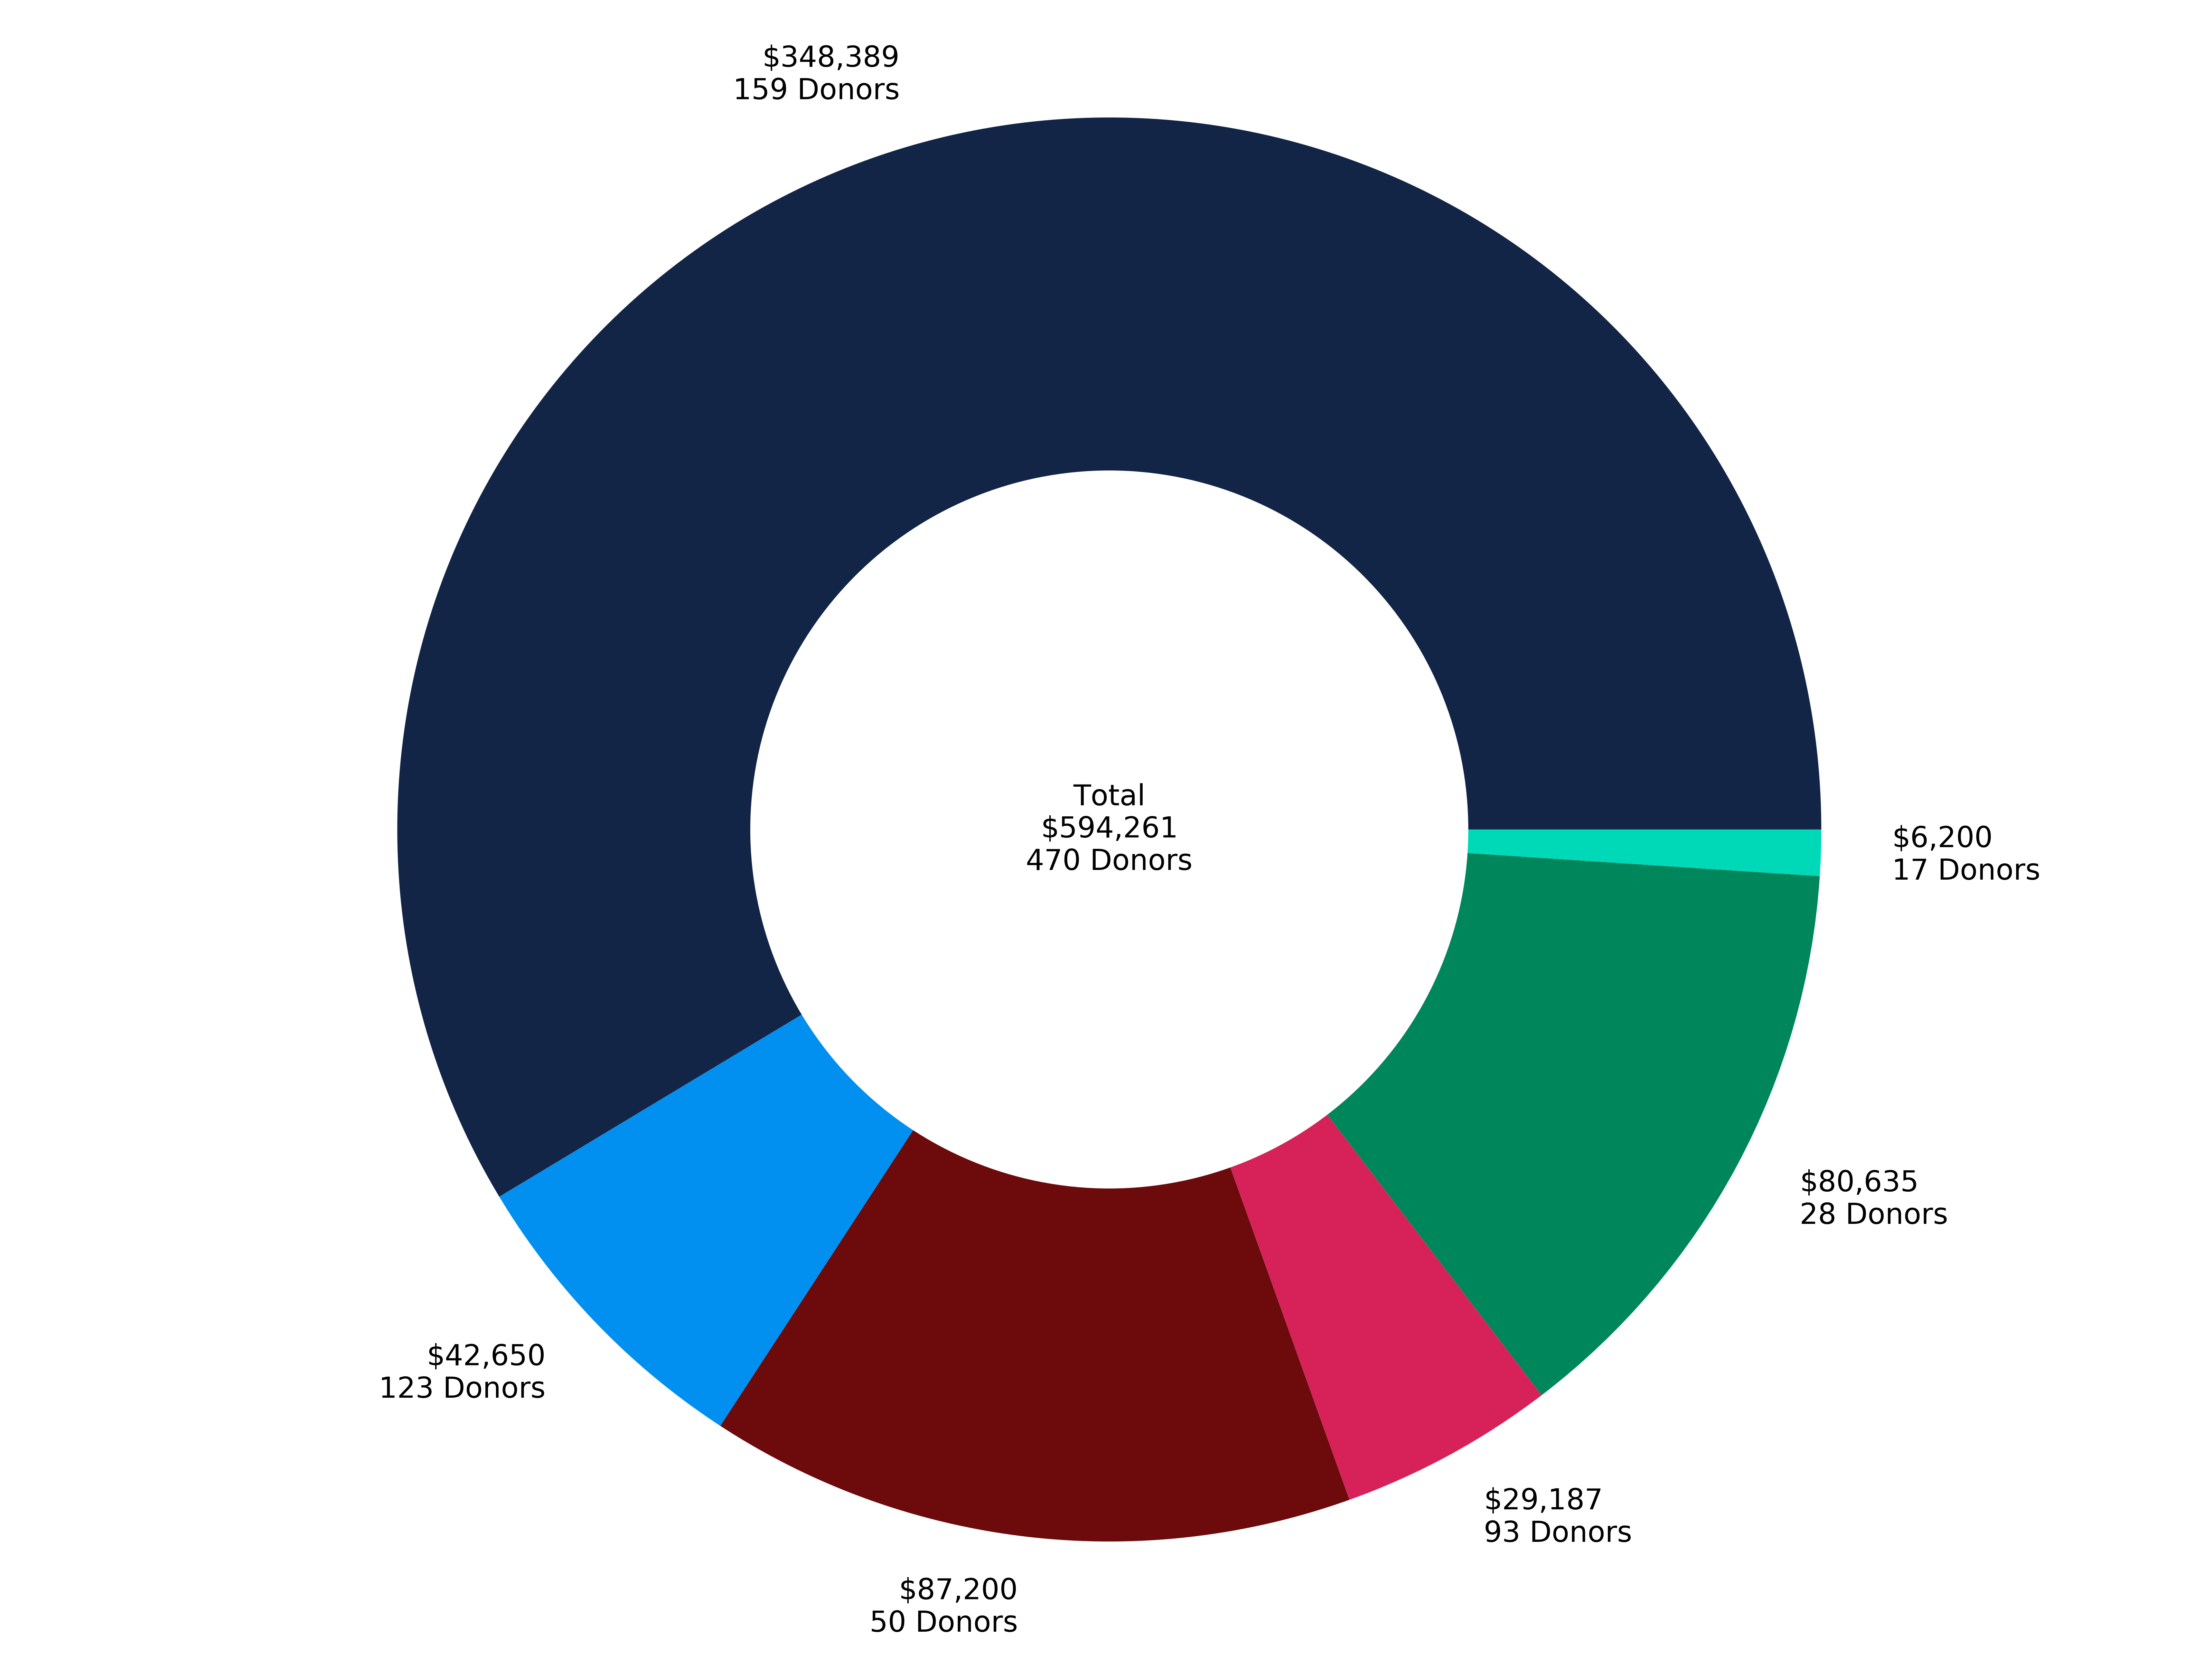 $348,389
159 Donors
Total
$594,261
470 Donors
$6,200
17 Donors
$80,635
28 Donors
$42,650
123 Donors
$29,187
93 Donors
$87,200
50 Donors